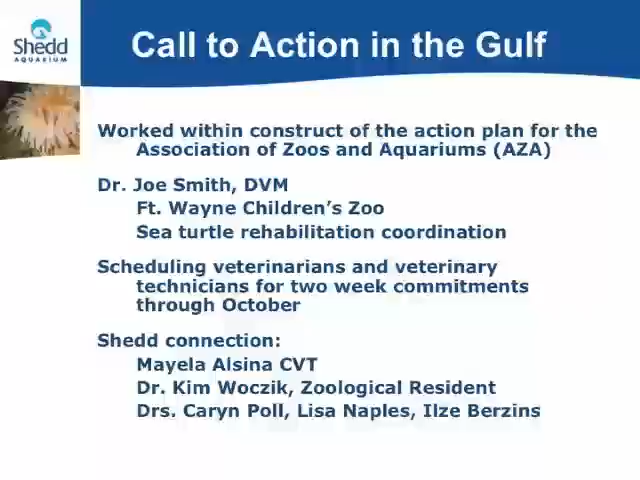 Shedd
AQUARIUM
Call to Action in the Gulf
Worked within construct of the action plan for the
Association of Zoos and Aquariums (AZA)
Dr. Joe Smith, DVM
Ft. Wayne Children's Zoo
Sea turtle rehabilitation coordination
Scheduling veterinarians and veterinary
technicians for two week commitments
through October
Shedd connection:
Mayela Alsina CVT
Dr. Kim Woczik, Zoological Resident
Drs. Caryn Poll, Lisa Naples, Ilze Berzins